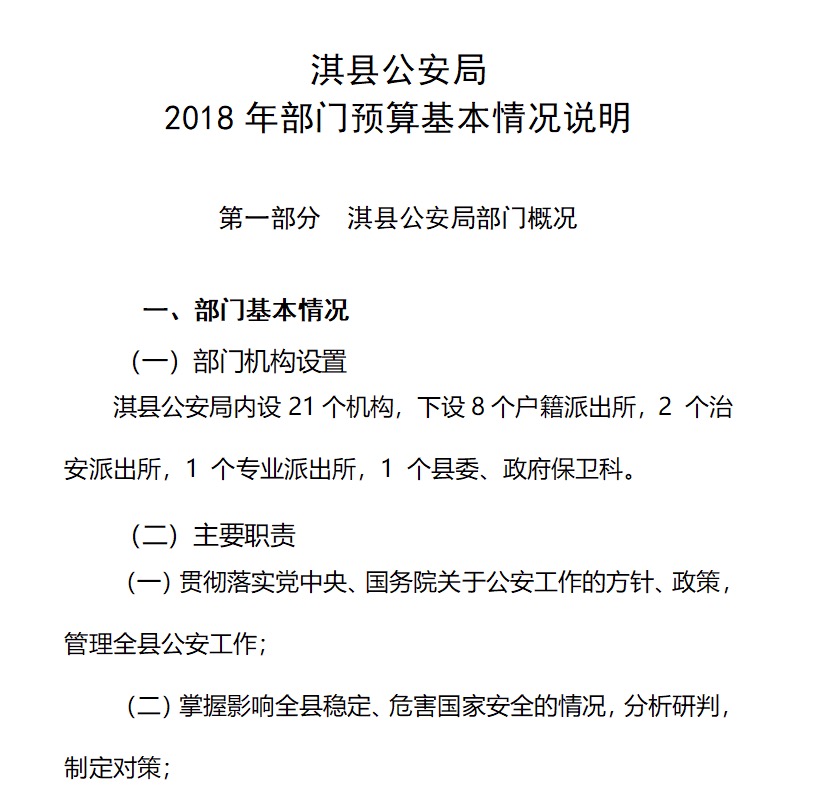 淇县公安局
2018 年部门预算基本情况说明
第一部分　淇县公安局部门概况
一、部门基本情况
（一）部门机构设置
淇县公安局内设 21 个机构，下设 8 个户籍派出所，2 个治
安派出所，1 个专业派出所，1 个县委、政府保卫科。
（二）主要职责
（一）贯彻落实党中央、国务院关于公安工作的方针、政策，
管理全县公安工作；
（二）掌握影响全县稳定、危害国家安全的情况，分析研判，
制定对策；